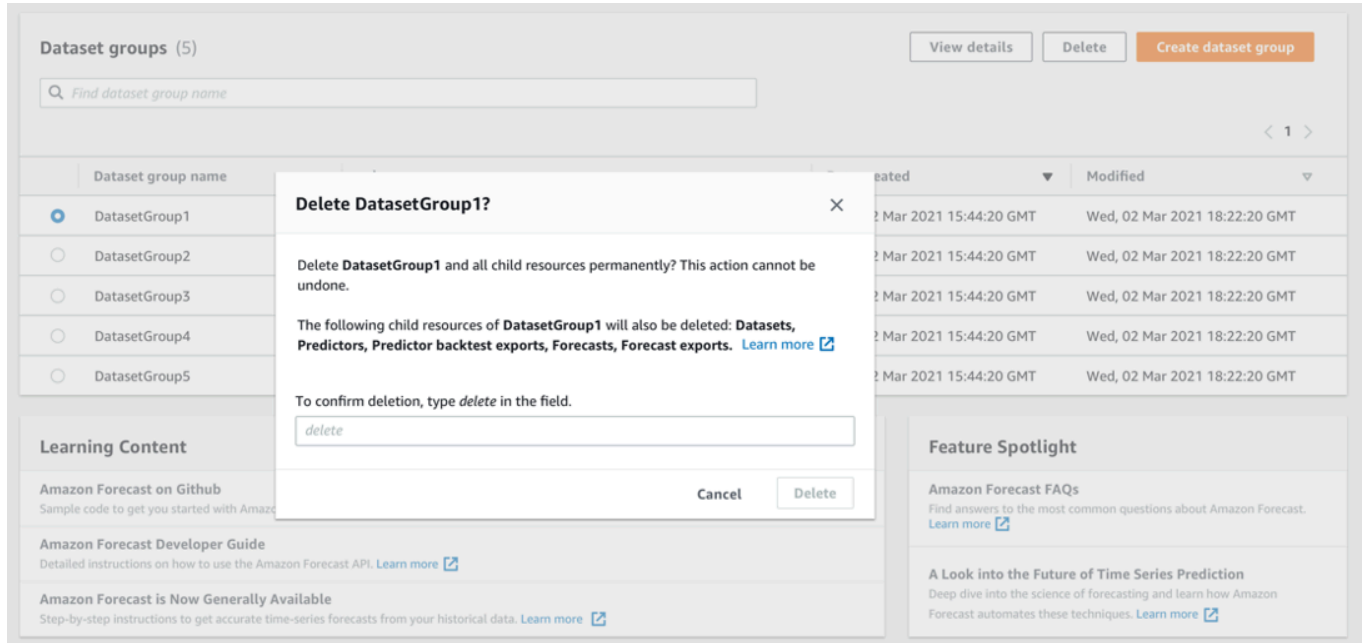 Dataset groups (5)
View details
Delete
Create dataset group
Find dataset group name
1
Dataset group name
eated
Modified
DatasetGroup1
2 Mar 2021 15:44:20 GMT
Wed, 02 Mar 2021 18:22:20 GMT
DatasetGroup2
2 Mar 2021 15:44:20 GMT
Wed, 02 Mar 2021 18:22:20 GMT
DatasetGroup3
2 Mar 2021 15:44:20 GMT
Wed, 02 Mar 2021 18:22:20 GMT
DatasetGroup4
2 Mar 2021 15:44:20 GMT
Wed, 02 Mar 2021 18:22:20 GMT
DatasetGroup5
2 Mar 2021 15:44:20 GMT
Wed, 02 Mar 2021 18:22:20 GMT
Delete DatasetGroup1?
Delete DatasetGroup1 and all child resources permanently? This action cannot be
undone.
The following child resources of DatasetGroup1 will also be deleted: Datasets,
Predictors, Predictor backtest exports, Forecasts, Forecast exports. Learn more
To confirm deletion, type delete in the field.
delete
Cancel
Delete
Learning Content
Amazon Forecast on Github
Sample code to get you started with Amaz
Amazon Forecast Developer Guide
Detailed instructions on how to use the Amazon Forecast API. Learn more
Amazon Forecast is Now Generally Available
Step-by-step instructions to get accurate time-series forecasts from your historical data. Learn more
Feature Spotlight
Amazon Forecast FAQs
Find answers to the most common questions about Amazon Forecast.
Learn more
A Look into the Future of Time Series Prediction
Deep dive into the science of forecasting and learn how Amazon
Forecast automates these techniques. Learn more